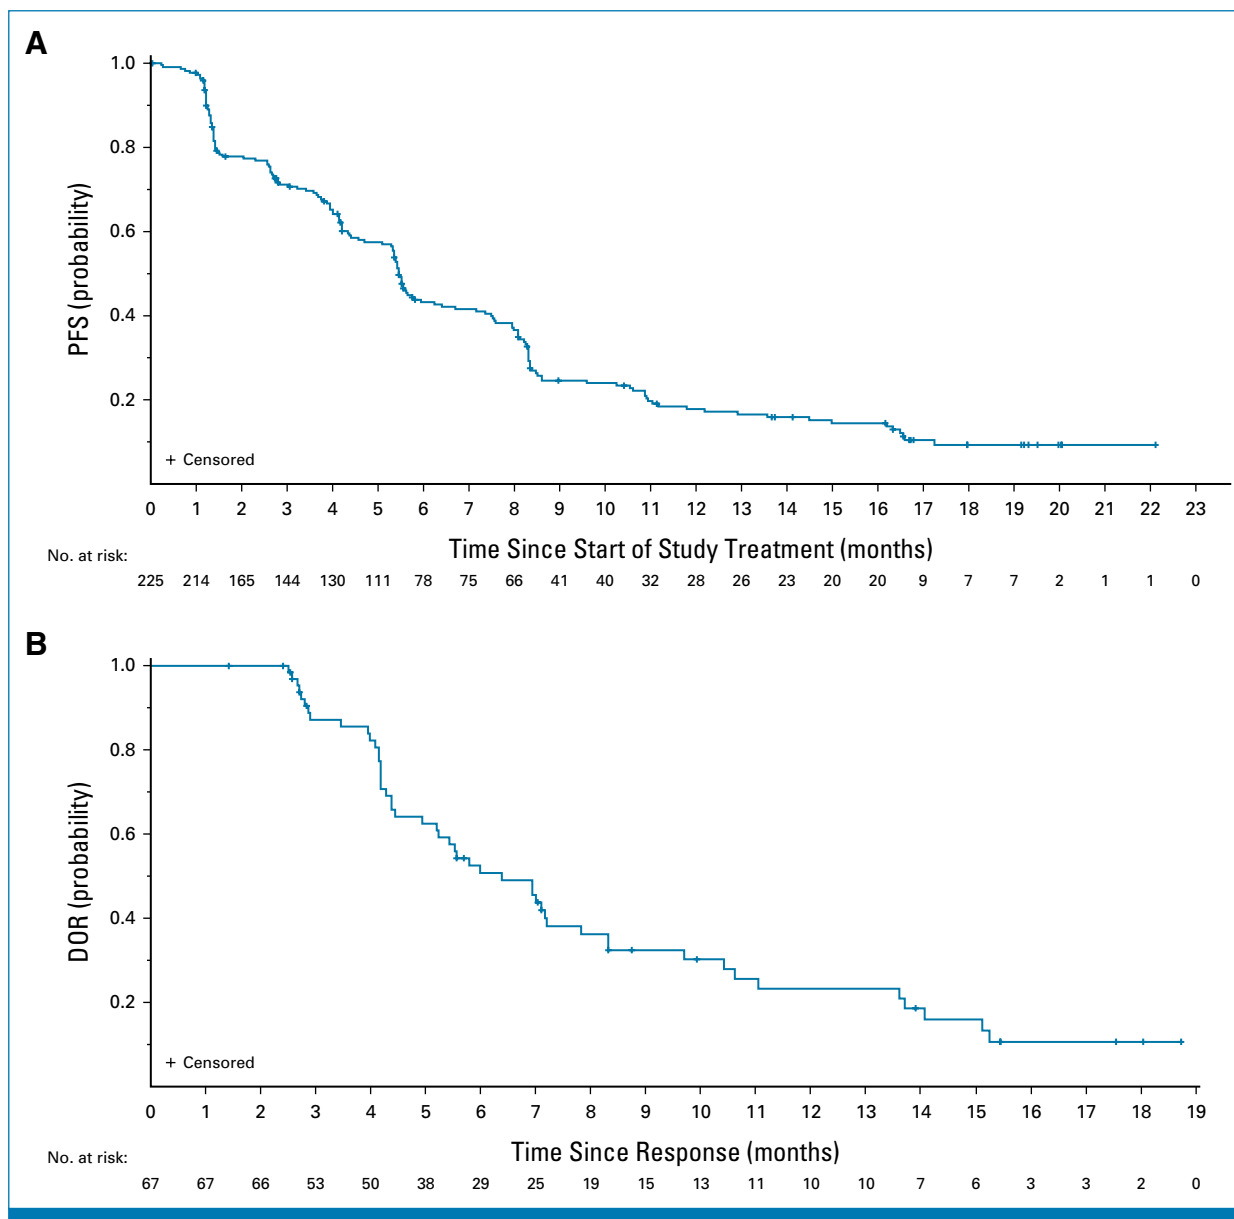 A
1.0
0.8
0.6
0.4
0.2
PFS (probability)
+ Censored
0 1 2 3 4 5 6 7 8 9 10 11 12 13 14 15 16 17 18 19 20 21 22 23
Time Since Start of Study Treatment (months)
No. at risk:
225 214 165 144 130 111 78 75 66 41 40 32 28 26 23 20 20 9 7 7 2 1 1 0
B
1.0
0.8
0.6
0.4
0.2
DOR (probability)
+ Censored
0 1 2 3 4 5 6 7 8 9 10 11 12 13 14 15 16 17 18 19
Time Since Response (months)
No. at risk:
67 67 66 53 50 38 29 25 19 15 13 11 10 10 7 6 3 3 2 0